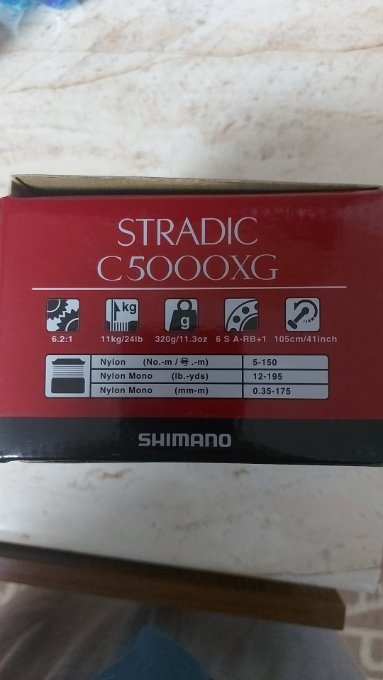 STRADIC
C5000XG
kg
g
6.2:1 11kg/24lb 320g/11.3oz 6 S A-RB+1 105cm/41inch
Nylon (No.-m / 号.-m) 5-150
Nylon Mono (lb.-yds) 12-195
Nylon Mono (mm-m) 0.35-175
SHIMANO